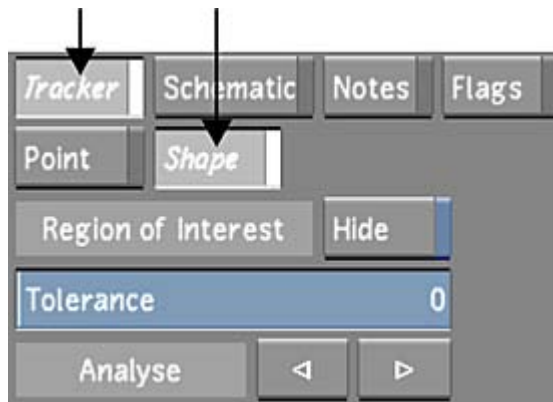 Tracker Schematic Notes Flags
Point Shape
Region of Interest Hide
Tolerance 0
Analyse